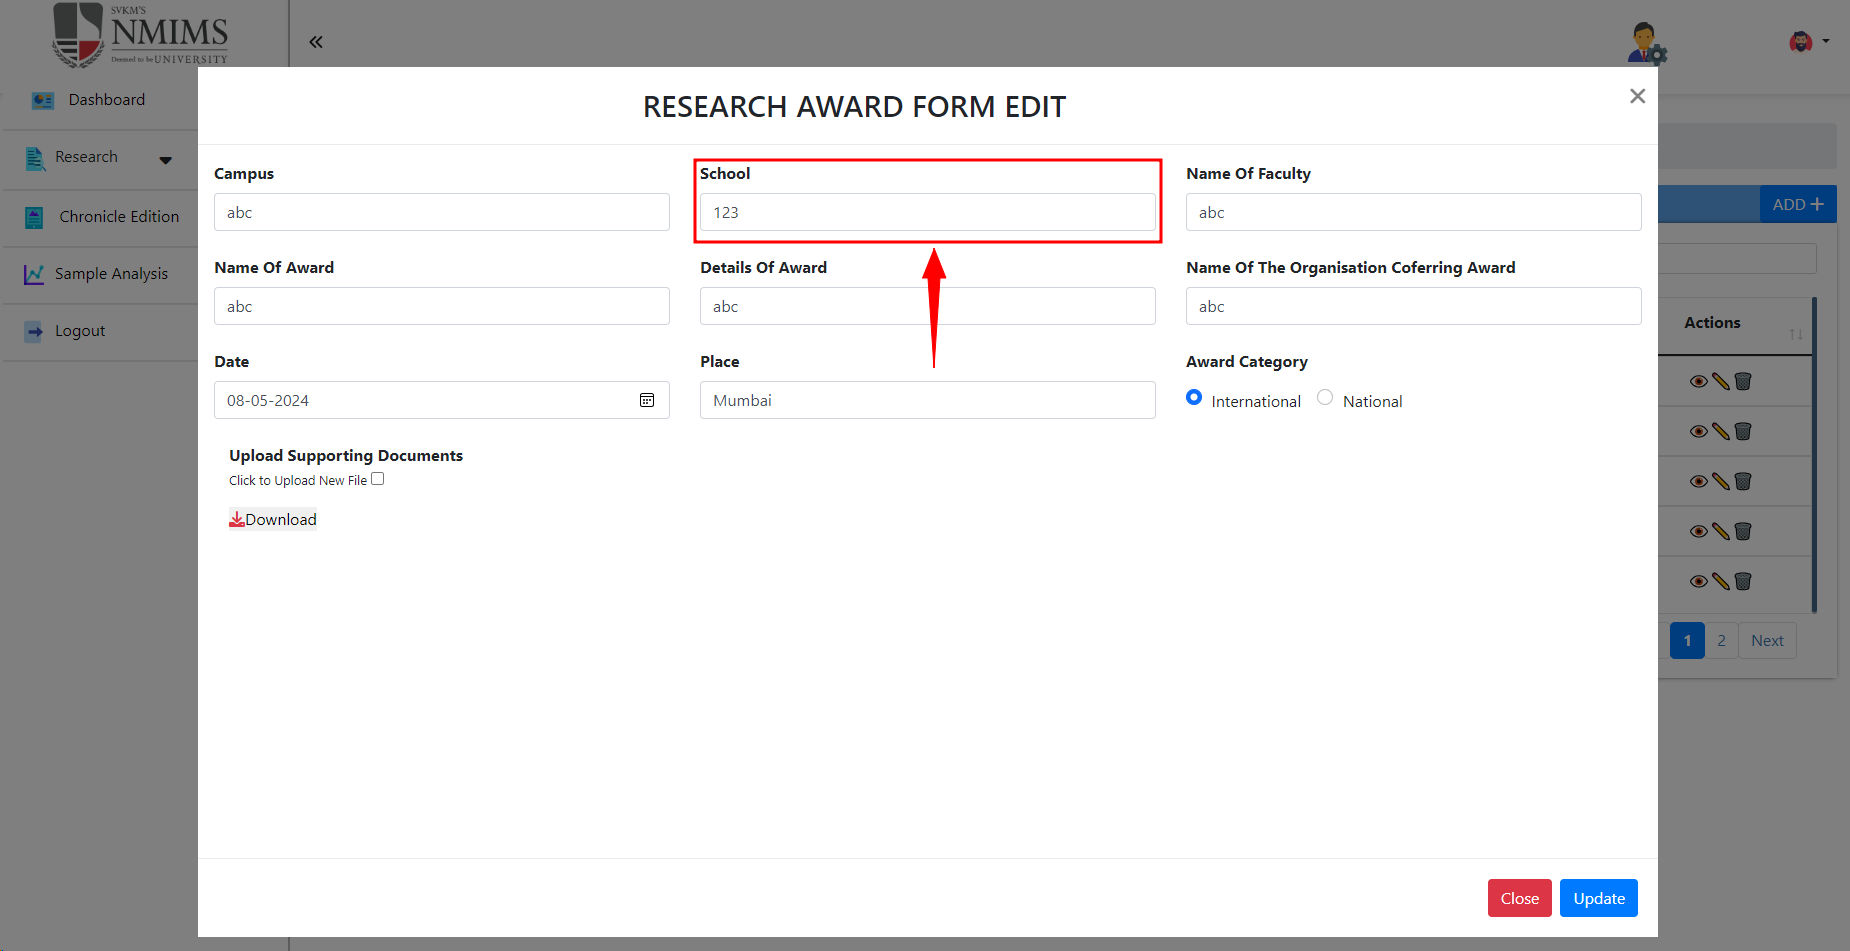 SVKM'S
NMIMS
Deemed to be UNIVERSITY
Dashboard
Research
Chronicle Edition
Sample Analysis
Logout
RESEARCH AWARD FORM EDIT
Campus
School
Name Of Faculty
abc
123
abc
Name Of Award
Details Of Award
Name Of The Organisation Coferring Award
abc
abc
abc
Date
Place
Award Category
08-05-2024
Mumbai
International
National
Upload Supporting Documents
Click to Upload New File
Download
Close
Update
ADD
Actions
1
2
Next